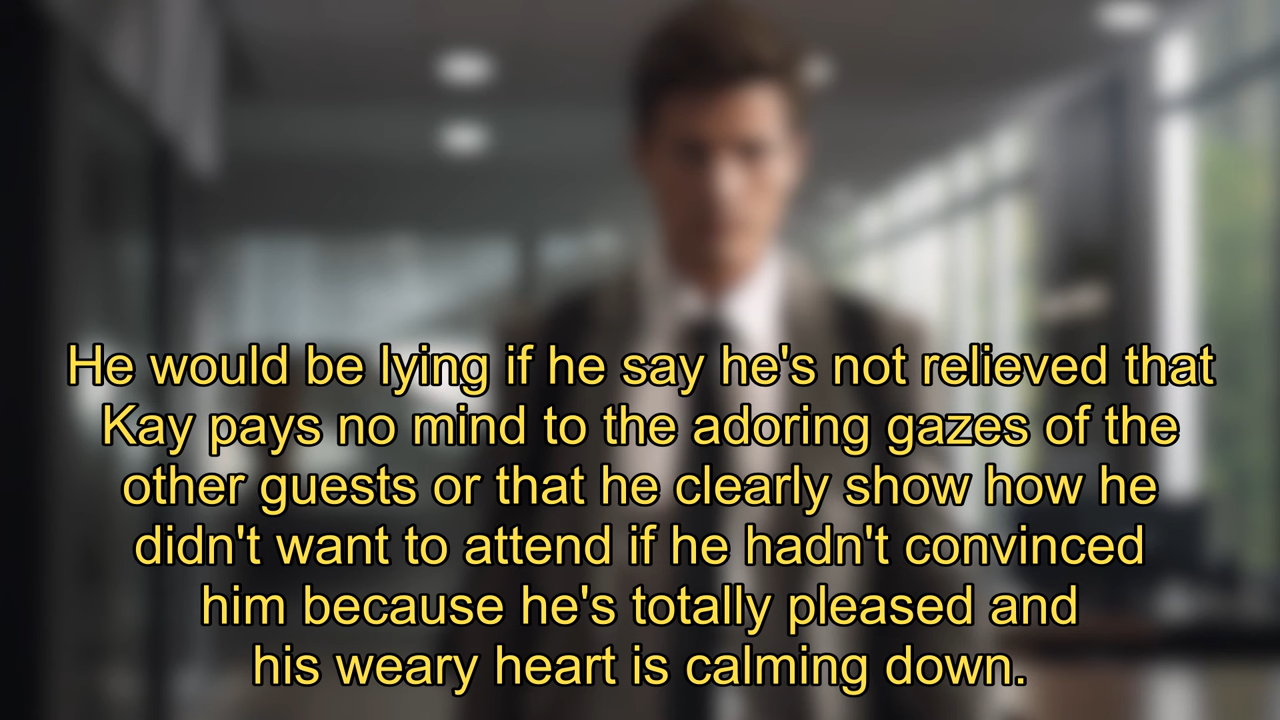 He would be lying if he say he's not relieved that
Kay pays no mind to the adoring gazes of the
other guests or that he clearly show how he
didn't want to attend if he hadn't convinced
him because he's totally pleased and
his weary heart is calming down.